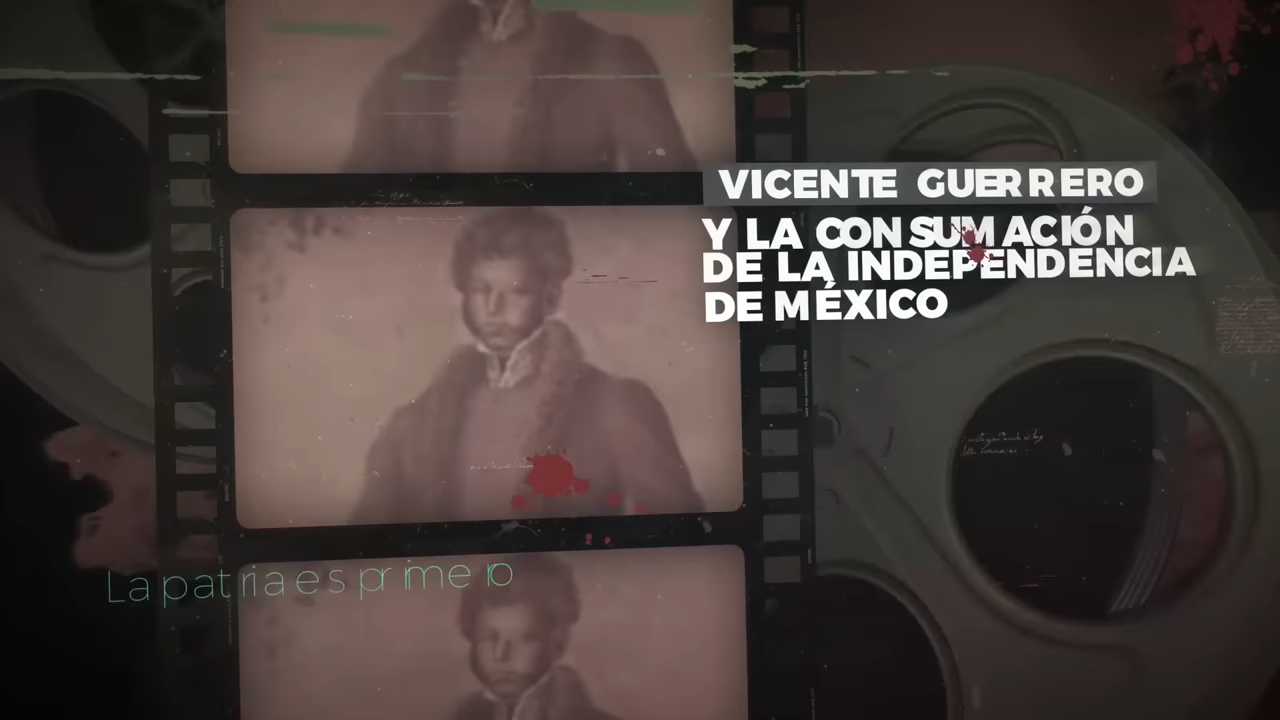 VICENTE GUERRERO
Y LA CONSUMACIÓN
DE LA INDEPENDENCIA
DE MÉXICO
La patria es primero